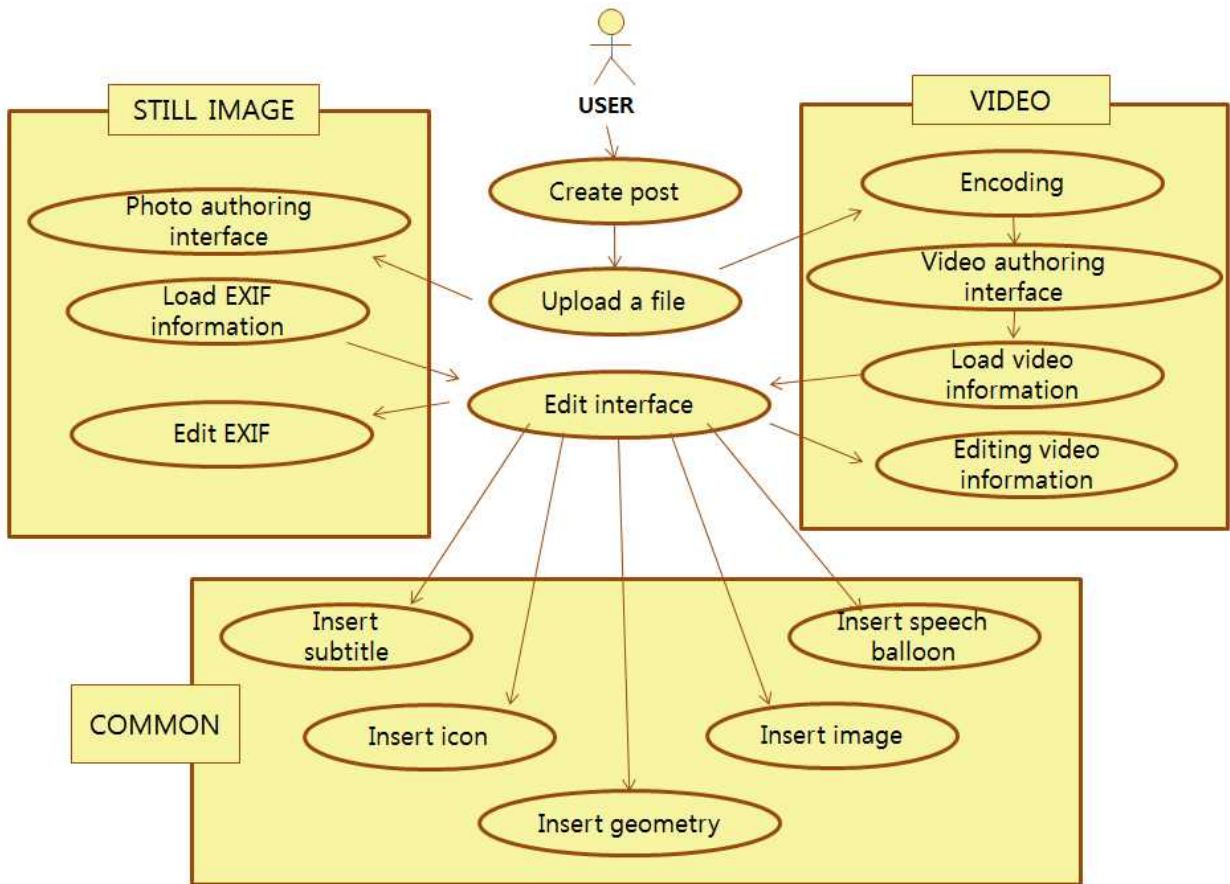 USER
STILL IMAGE
VIDEO
Create post
Encoding
Photo authoring
interface
Video authoring
interface
Load EXIF
information
Upload a file
Load video
information
Edit interface
Edit EXIF
Editing video
information
Insert
subtitle
Insert speech
balloon
COMMON
Insert icon
Insert image
Insert geometry